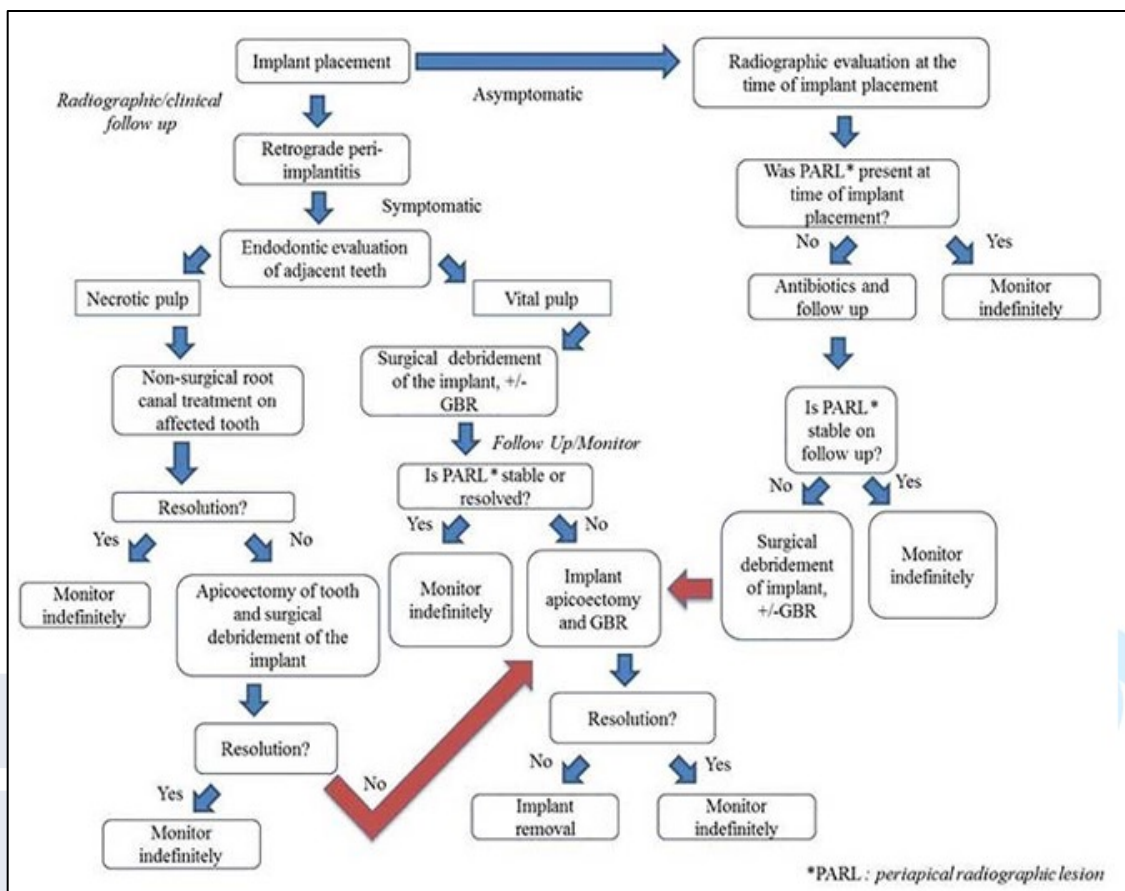 Implant placement
Asymptomatic
Radiographic evaluation at the
time of implant placement
Radiographic/clinical
follow up
Retrograde peri-
implantitis
Symptomatic
Endodontic evaluation
of adjacent teeth
Necrotic pulp
Vital pulp
Non-surgical root
canal treatment on
affected tooth
Resolution?
Yes
No
Monitor
indefinitely
Apicoectomy of tooth
and surgical
debridement of the
implant
Resolution?
Yes
No
Monitor
indefinitely
Surgical debridement
of the implant, +/-
GBR
Follow Up/Monitor
Is PARL* stable or
resolved?
Yes
No
Monitor
indefinitely
Implant
apicoectomy
and GBR
Resolution?
No
Yes
Implant
removal
Monitor
indefinitely
Was PARL* present at
time of implant
placement?
No
Yes
Antibiotics and
follow up
Monitor
indefinitely
Is PARL*
stable on
follow up?
No
Yes
Surgical
debridement
of implant,
+/-GBR
Monitor
indefinitely
*PARL : periapical radiographic lesion